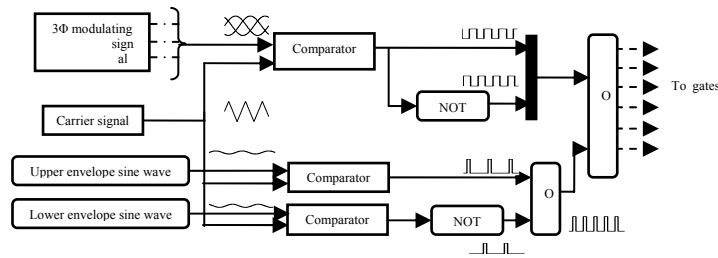 3Φ modulating
sign
al
Comparator
NOT
O
To gates
Carrier signal
Upper envelope sine wave
Comparator
O
Lower envelope sine wave
Comparator
NOT